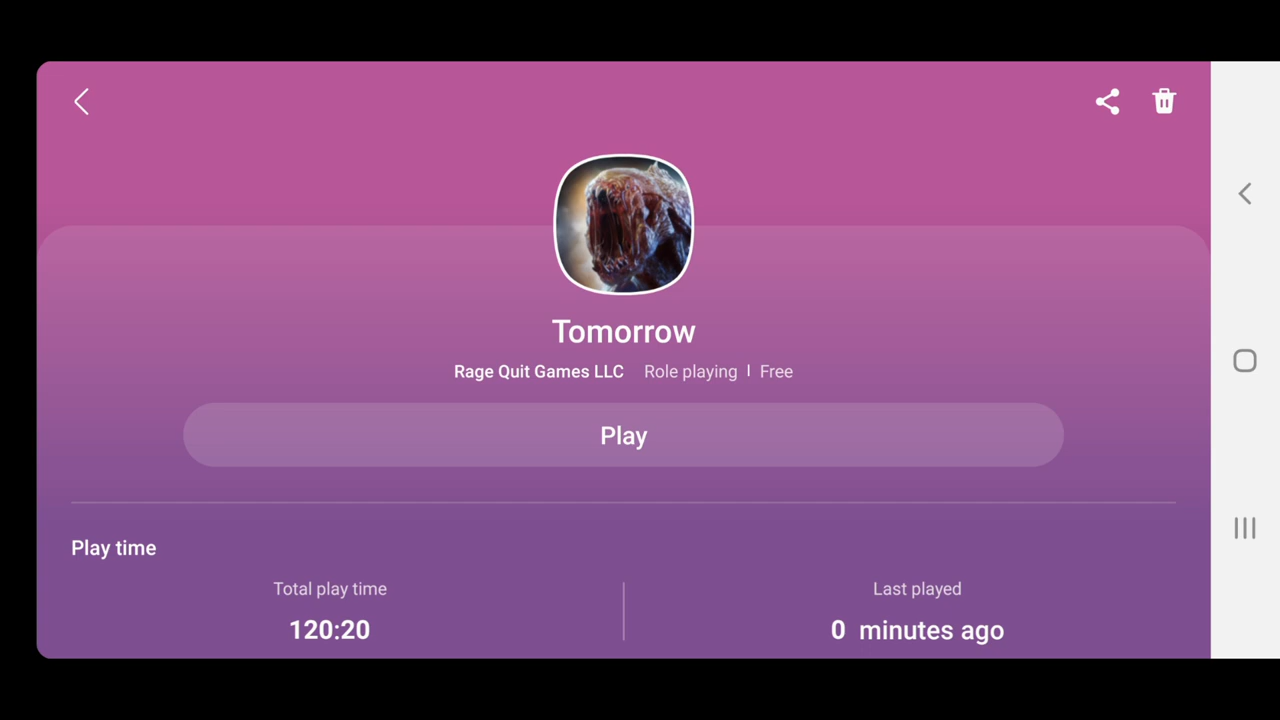 Tomorrow
Rage Quit Games LLC Role playing | Free
Play
Play time
Total play time
120:20
Last played
0 minutes ago